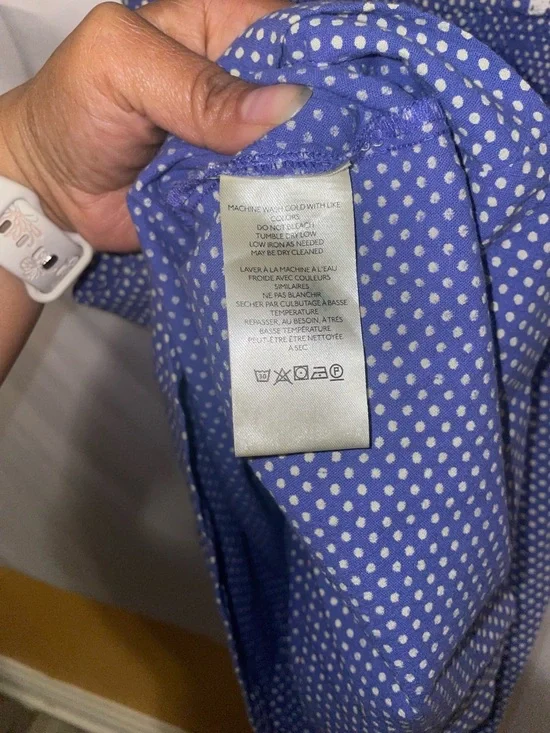 MACHINE WASH COLD WITH LIKE
COLORS
DO NOT BLEACH
TUMBLE DRY LOW
LOW IRON AS NEEDED
MAY BE DRY CLEANED
LAVER À LA MACHINE À L'EAU
FROIDE AVEC COULEURS
SIMILAIRES
NE PAS BLANCHIR
SÉCHER PAR CULBUTAGE À BASSE
TEMPERATURE
REPASSER, AU BESOIN, À TRÈS
BASSE TEMPÉRATURE
PEUT-ÊTRE ÊTRE NETTOYÉE
À SEC
30 P